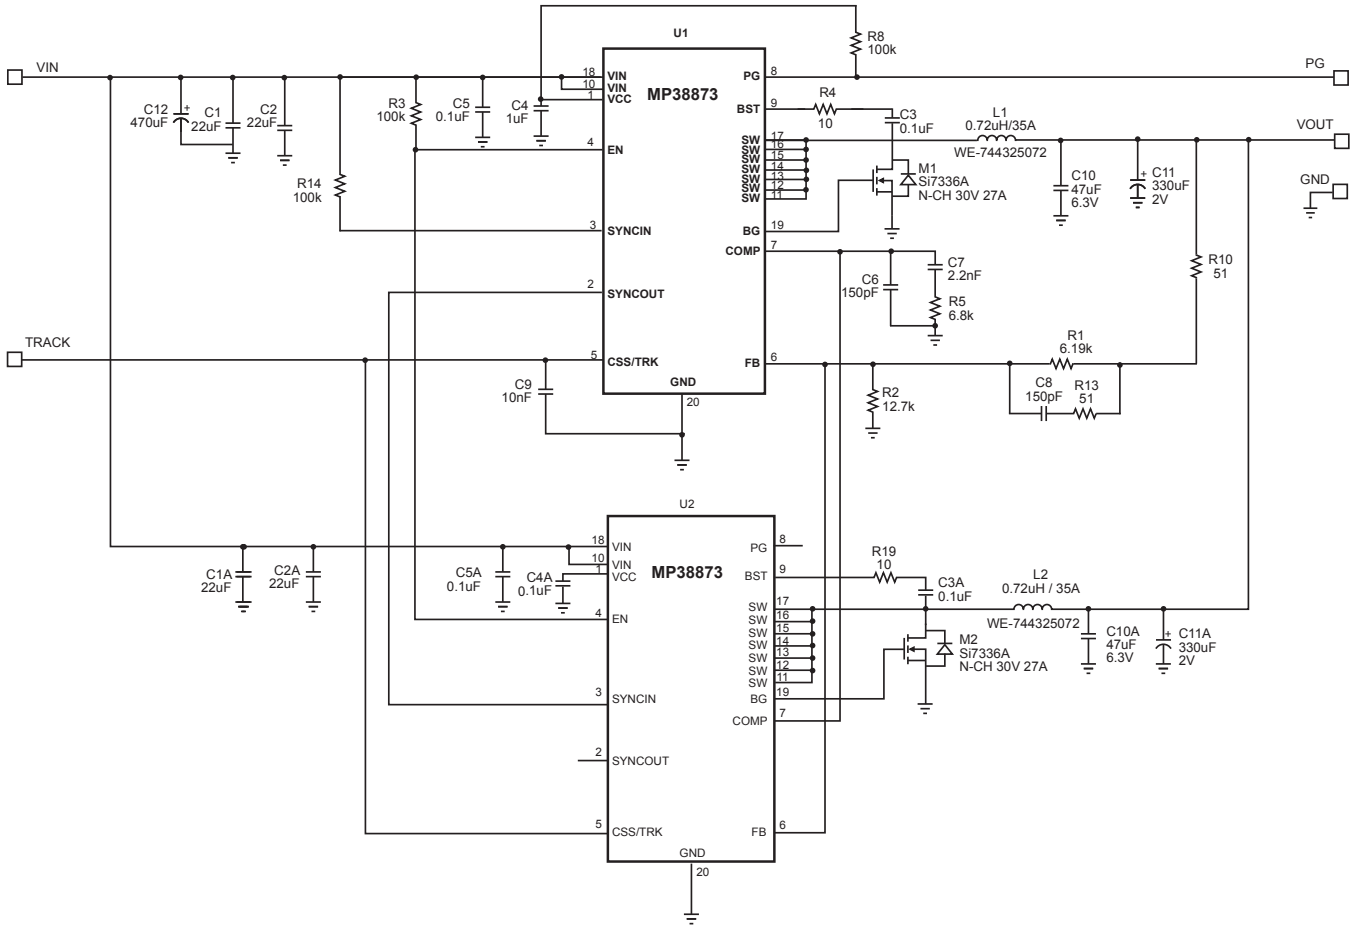 U1
MP38873
VIN
C12
470uF
+
C1
22uF
C2
22uF
R14
100k
R3
100k
C5
0.1uF
C4
1uF
18
VIN
10
VIN
1
VCC
4
EN
3
SYNCIN
2
SYNCOUT
TRACK
5
CSS/TRK
C9
10nF
GND
20
PG
8
R8
100k
PG
BST
9
R4
10
C3
0.1uF
SW
17
SW
16
SW
15
SW
14
SW
13
SW
12
SW
11
L1
0.72uH/35A
WE-744325072
M1
Si7336A
N-CH 30V 27A
VOUT
C10
47uF
6.3V
+
C11
330uF
2V
GND
BG
19
COMP
7
C6
150pF
C7
2.2nF
R5
6.8k
R10
51
FB
6
R1
6.19k
C8
150pF
R13
51
R2
12.7k
U2
MP38873
C1A
22uF
C2A
22uF
C5A
0.1uF
C4A
0.1uF
18
VIN
10
VIN
1
VCC
4
EN
3
SYNCIN
2
SYNCOUT
5
CSS/TRK
GND
20
PG
8
BST
9
R19
10
C3A
0.1uF
SW
17
SW
16
SW
15
SW
14
SW
13
SW
12
SW
11
L2
0.72uH / 35A
WE-744325072
M2
Si7336A
N-CH 30V 27A
C10A
47uF
6.3V
+
C11A
330uF
2V
BG
19
COMP
7
FB
6